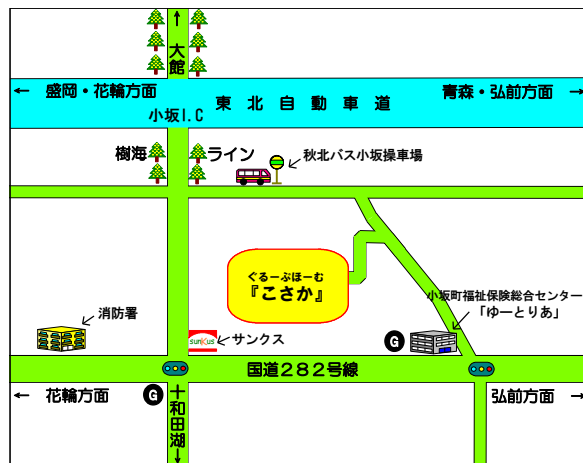 ↑
大館
← 盛岡・花輪方面
東北自動車道
青森・弘前方面 →
小坂I.C
樹海
ライン
秋北バス小坂操車場
ぐるーぷほーむ
『こさか』
小坂町福祉保険総合センター
「ゆーとりあ」
消防署
sunkus
サンクス
G
国道282号線
← 花輪方面
G
十和田湖
↓
弘前方面 →